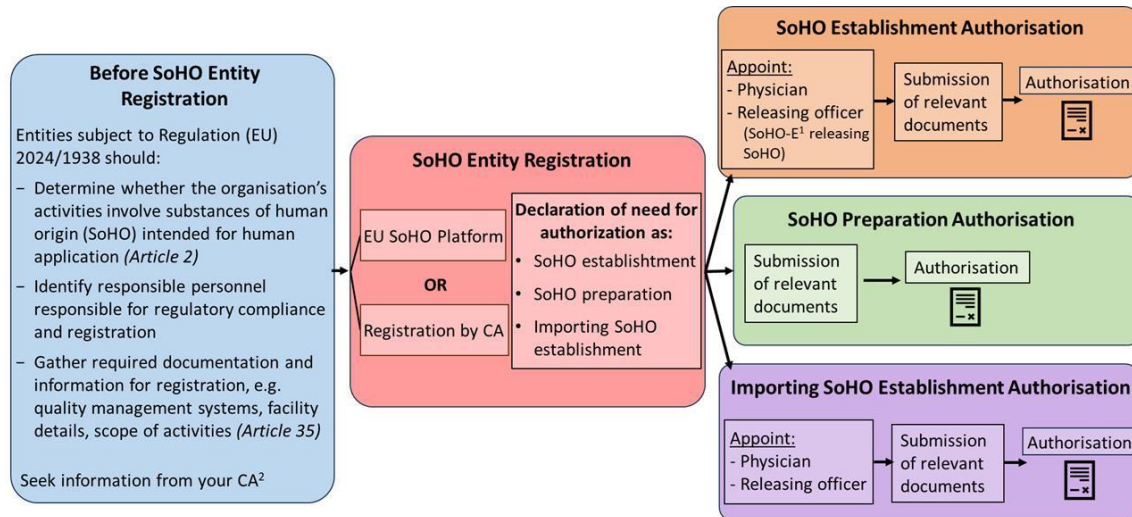 Before SoHO Entity
Registration
Entities subject to Regulation (EU)
2024/1938 should:
− Determine whether the organisation’s
activities involve substances of human
origin (SoHO) intended for human
application (Article 2)
− Identify responsible personnel
responsible for regulatory compliance
and registration
− Gather required documentation and
information for registration, e.g.
quality management systems, facility
details, scope of activities (Article 35)
Seek information from your CA²
SoHO Entity Registration
EU SoHO Platform
OR
Registration by CA
Declaration of need for
authorization as:
• SoHO establishtment
• SoHO preparation
• Importing SoHO
establishment
SoHO Establishment Authorisation
Appoint:
- Physician
- Releasing officer
(SoHO-E¹ releasing
SoHO)
Submission
of relevant
documents
Authorisation
SoHO Preparation Authorisation
Submission
of relevant
documents
Authorisation
Importing SoHO Establishment Authorisation
Appoint:
- Physician
- Releasing officer
Submission
of relevant
documents
Authorisation